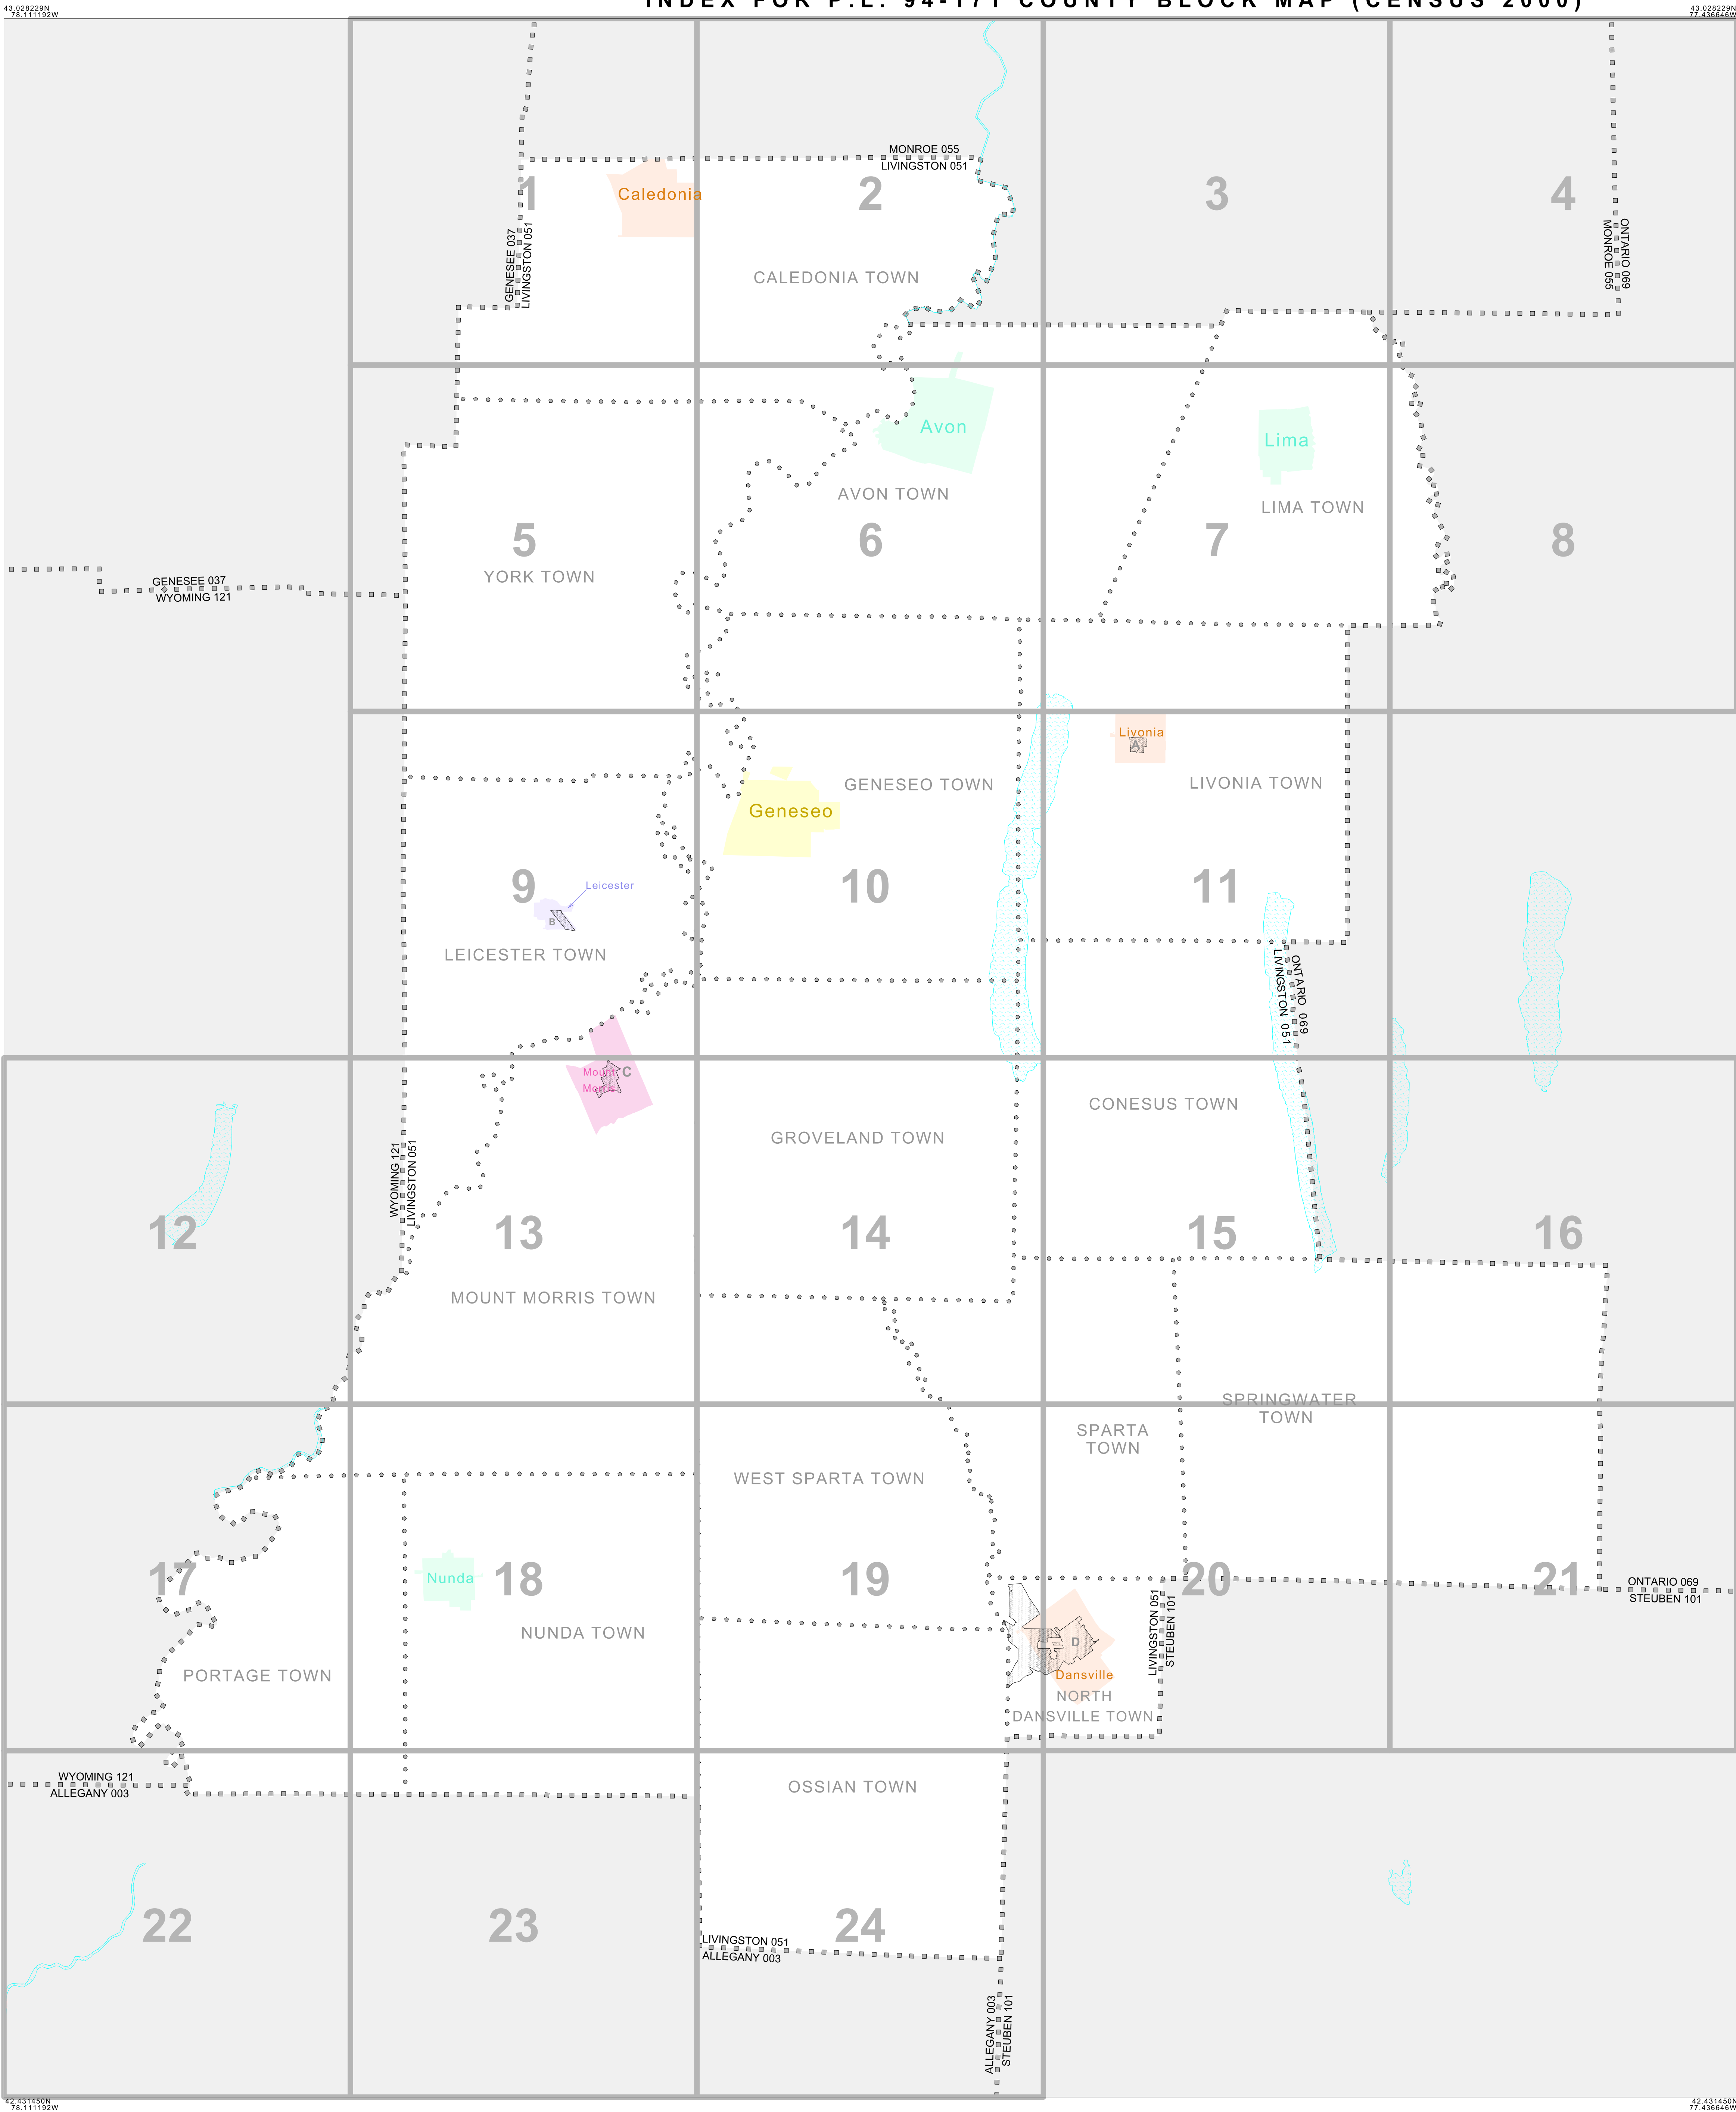 INDEX FOR P.L. 94-171 COUNTY BLOCK MAP (CENSUS 2000)
43.028229N
78.111192W
43.028229N
77.436646W
MONROE 055
LIVINGSTON 051
1
Caledonia
2
3
4
GENESEE 037
LIVINGSTON 051
ONTARIO 069
MONROE 055
CALEDONIA TOWN
Avon
Lima
AVON TOWN
LIMA TOWN
5
6
7
8
YORK TOWN
GENESEE 037
WYOMING 121
Livonia
A
GENESEO TOWN
LIVONIA TOWN
Geneseo
9
Leicester
B
10
11
LEICESTER TOWN
LIVINGSTON 051
ONTARIO 069
Mount
Morris
C
CONESUS TOWN
GROVELAND TOWN
WYOMING 121
LIVINGSTON 051
12
13
14
15
16
MOUNT MORRIS TOWN
SPRINGWATER
TOWN
SPARTA
TOWN
WEST SPARTA TOWN
17
Nunda
18
19
20
21
ONTARIO 069
STEUBEN 101
LIVINGSTON 051
STEUBEN 101
NUNDA TOWN
D
PORTAGE TOWN
Dansville
NORTH
DANSVILLE TOWN
WYOMING 121
ALLEGANY 003
OSSIAN TOWN
22
23
24
LIVINGSTON 051
ALLEGANY 003
ALLEGANY 003
STEUBEN 101
42.431450N
78.111192W
42.431450N
77.436646W